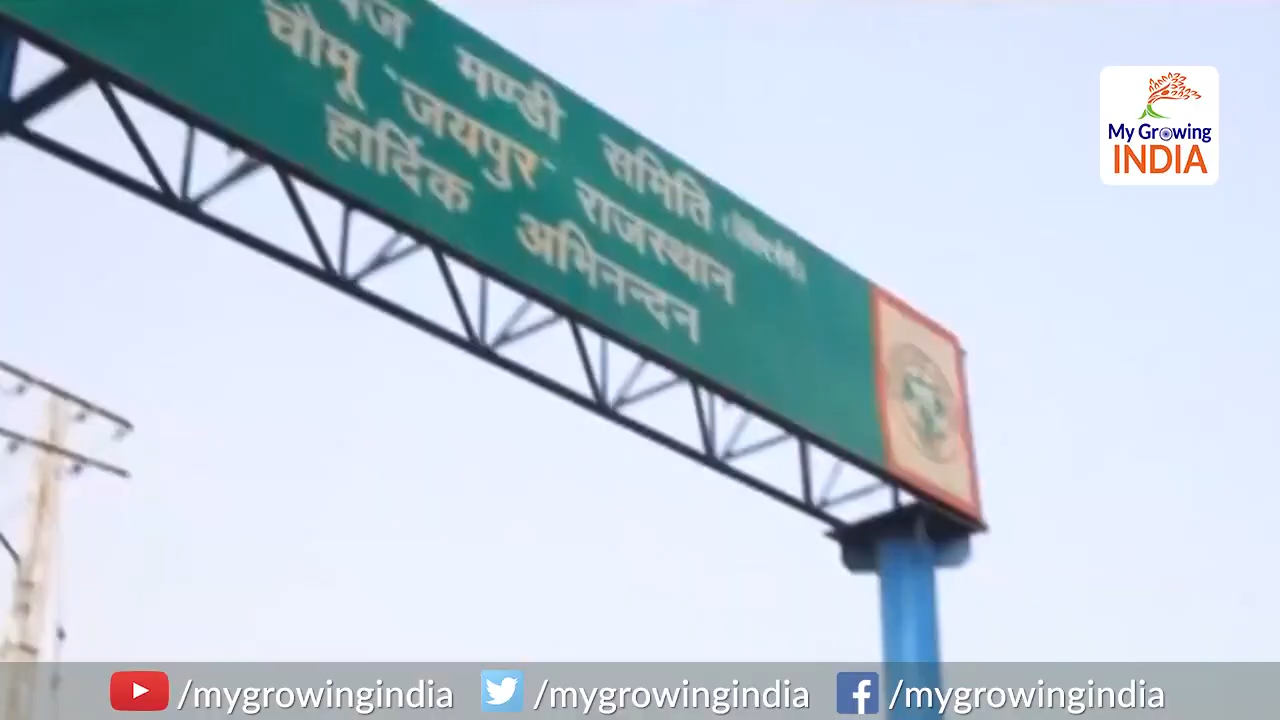 मण्डी समिति
चौमू जयपुर राजस्थान
हार्दिक अभिनन्दन
My Growing
INDIA
/mygrowingindia /mygrowingindia /mygrowingindia